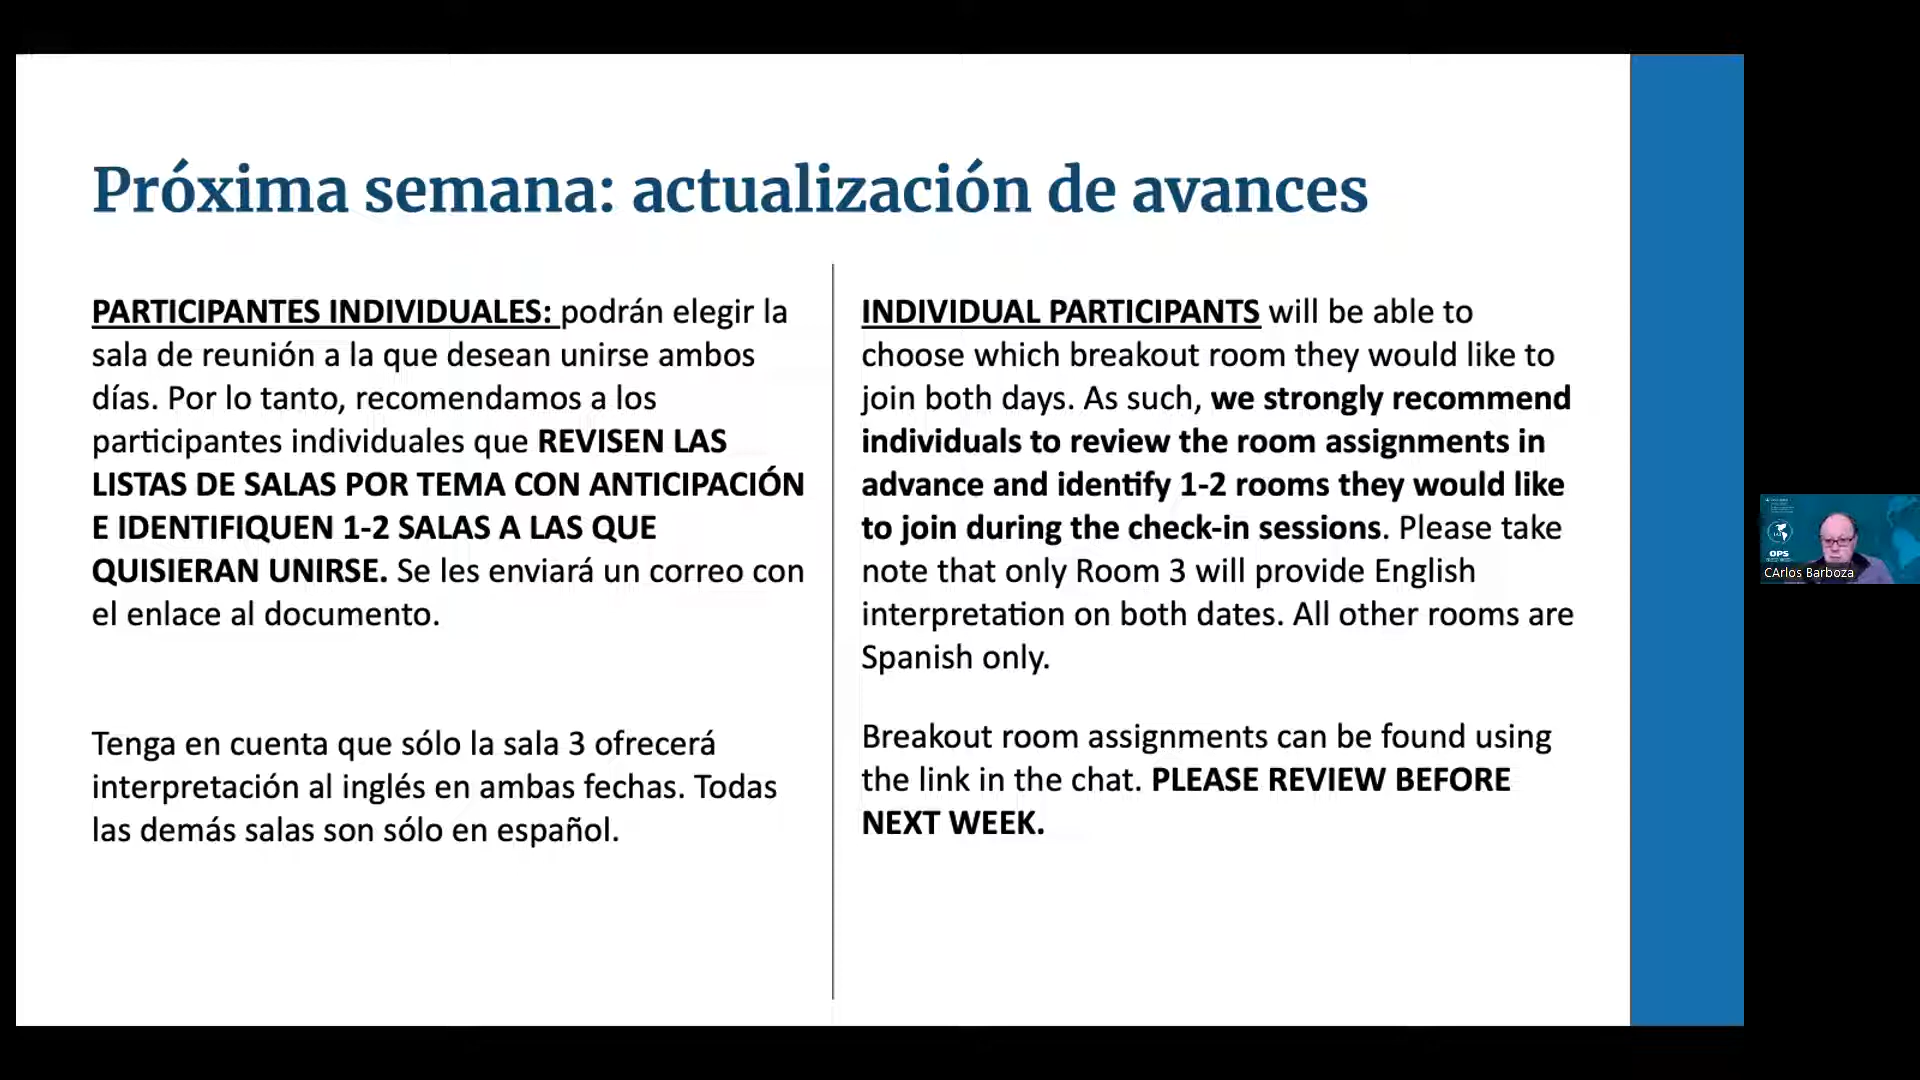 Próxima semana: actualización de avances
PARTICIPANTES INDIVIDUALES: podrán elegir la
sala de reunión a la que desean unirse ambos
días. Por lo tanto, recomendamos a los
participantes individuales que REVISEN LAS
LISTAS DE SALAS POR TEMA CON ANTICIPACIÓN
E IDENTIFIQUEN 1-2 SALAS A LAS QUE
QUISIERAN UNIRSE. Se les enviará un correo con
el enlace al documento.
Tenga en cuenta que sólo la sala 3 ofrecerá
interpretación al inglés en ambas fechas. Todas
las demás salas son sólo en español.
INDIVIDUAL PARTICIPANTS will be able to
choose which breakout room they would like to
join both days. As such, we strongly recommend
individuals to review the room assignments in
advance and identify 1-2 rooms they would like
to join during the check-in sessions. Please take
note that only Room 3 will provide English
interpretation on both dates. All other rooms are
Spanish only.
Breakout room assignments can be found using
the link in the chat. PLEASE REVIEW BEFORE
NEXT WEEK.
OPS
CArlos Barboza